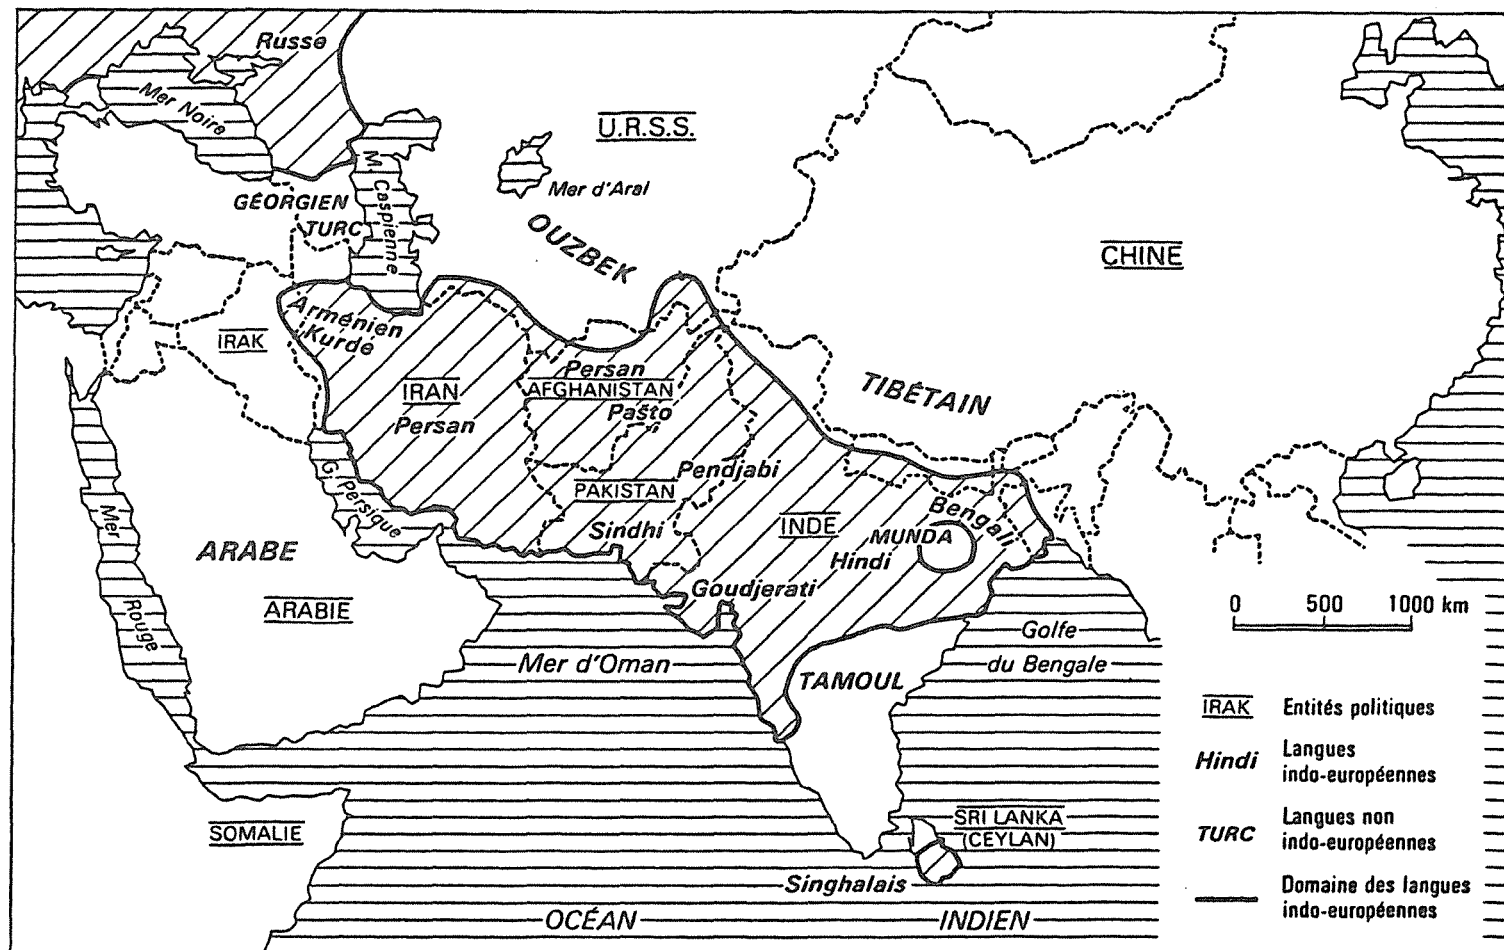 Russe
Mer Noire
U.R.S.S.
M. Caspienne
Mer d'Aral
GÉORGIEN
TURC
OUZBEK
CHINE
Arménien
Kurde
IRAK
IRAN
Persan
Persan
AFGHANISTAN
Pašto
TIBÉTAIN
Pendjabi
PAKISTAN
G. Persique
Sindhi
INDE
MUNDA
Bengali
Hindi
Mer Rouge
ARABE
ARABIE
Goudjerati
Mer d'Oman
TAMOUL
Golfe
du Bengale
0 500 1000 km
SOMALIE
SRI LANKA
(CEYLAN)
Singhalais
OCÉAN INDIEN
IRAK Entités politiques
Hindi Langues
indo-européennes
TURC Langues non
indo-européennes
Domaine des langues
indo-européennes